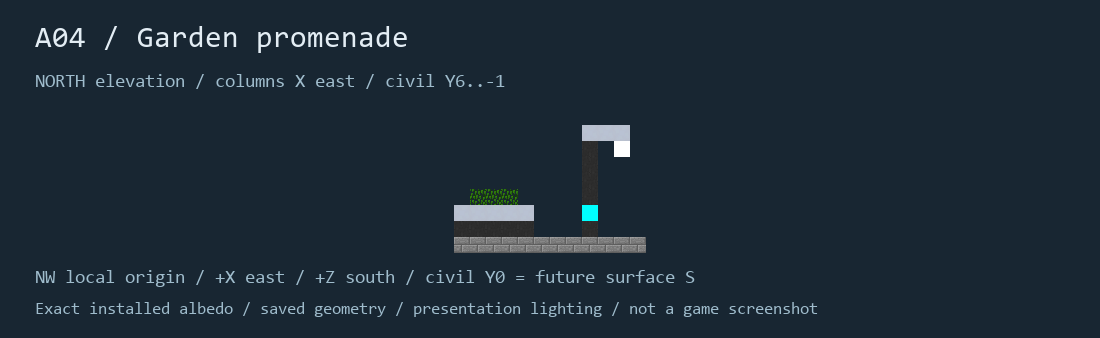 A04 / Garden promenade
NORTH elevation / columns X east / civil Y6..-1
NW local origin / +X east / +Z south / civil Y0 = future surface S
Exact installed albedo / saved geometry / presentation lighting / not a game screenshot